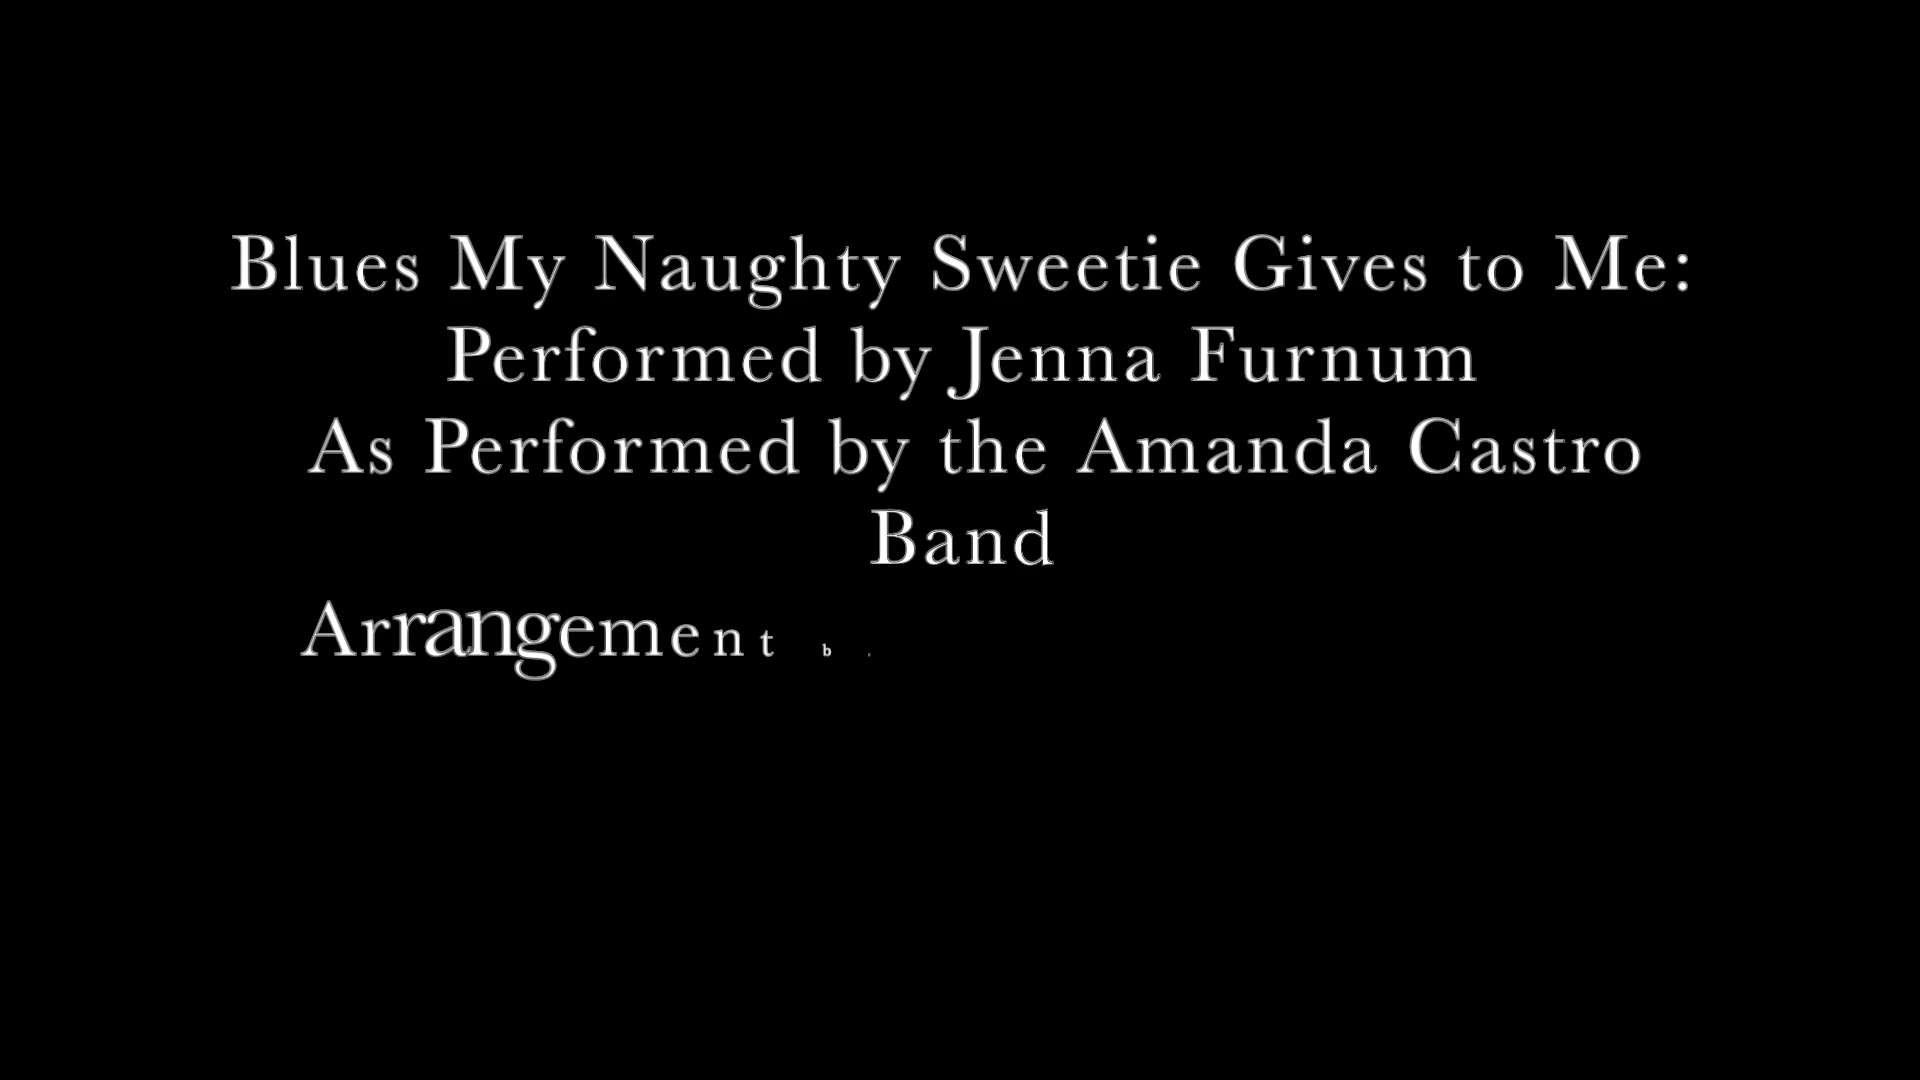 Blues My Naughty Sweetie Gives to Me:
Performed by Jenna Furnum
As Performed by the Amanda Castro
Band
Arrangement b